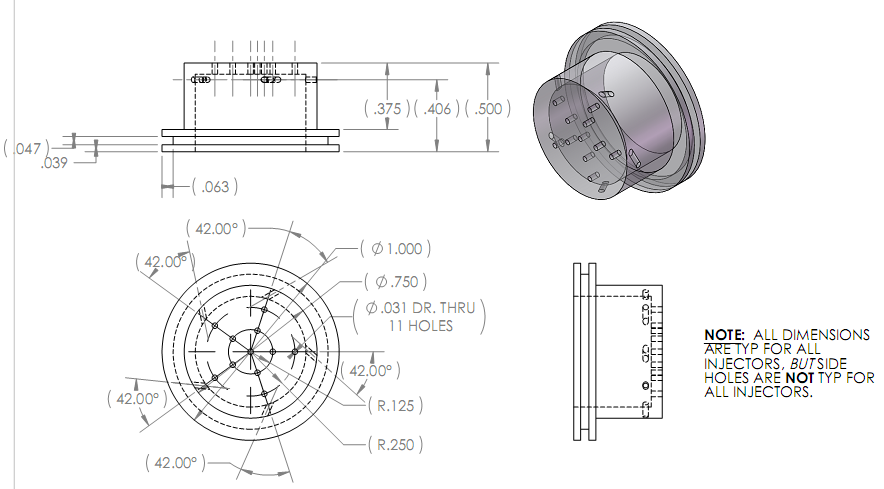 ( .375 )
( .406 )
( .500 )
( .047 )
.039
( .063 )
( 42.00° )
( 42.00° )
( Ø 1.000 )
( Ø .750 )
( Ø .031 DR. THRU
11 HOLES )
( 42.00° )
( 42.00° )
( R.125 )
( R.250 )
( 42.00° )
NOTE: ALL DIMENSIONS
ARE TYP FOR ALL
INJECTORS, BUT SIDE
HOLES ARE NOT TYP FOR
ALL INJECTORS.